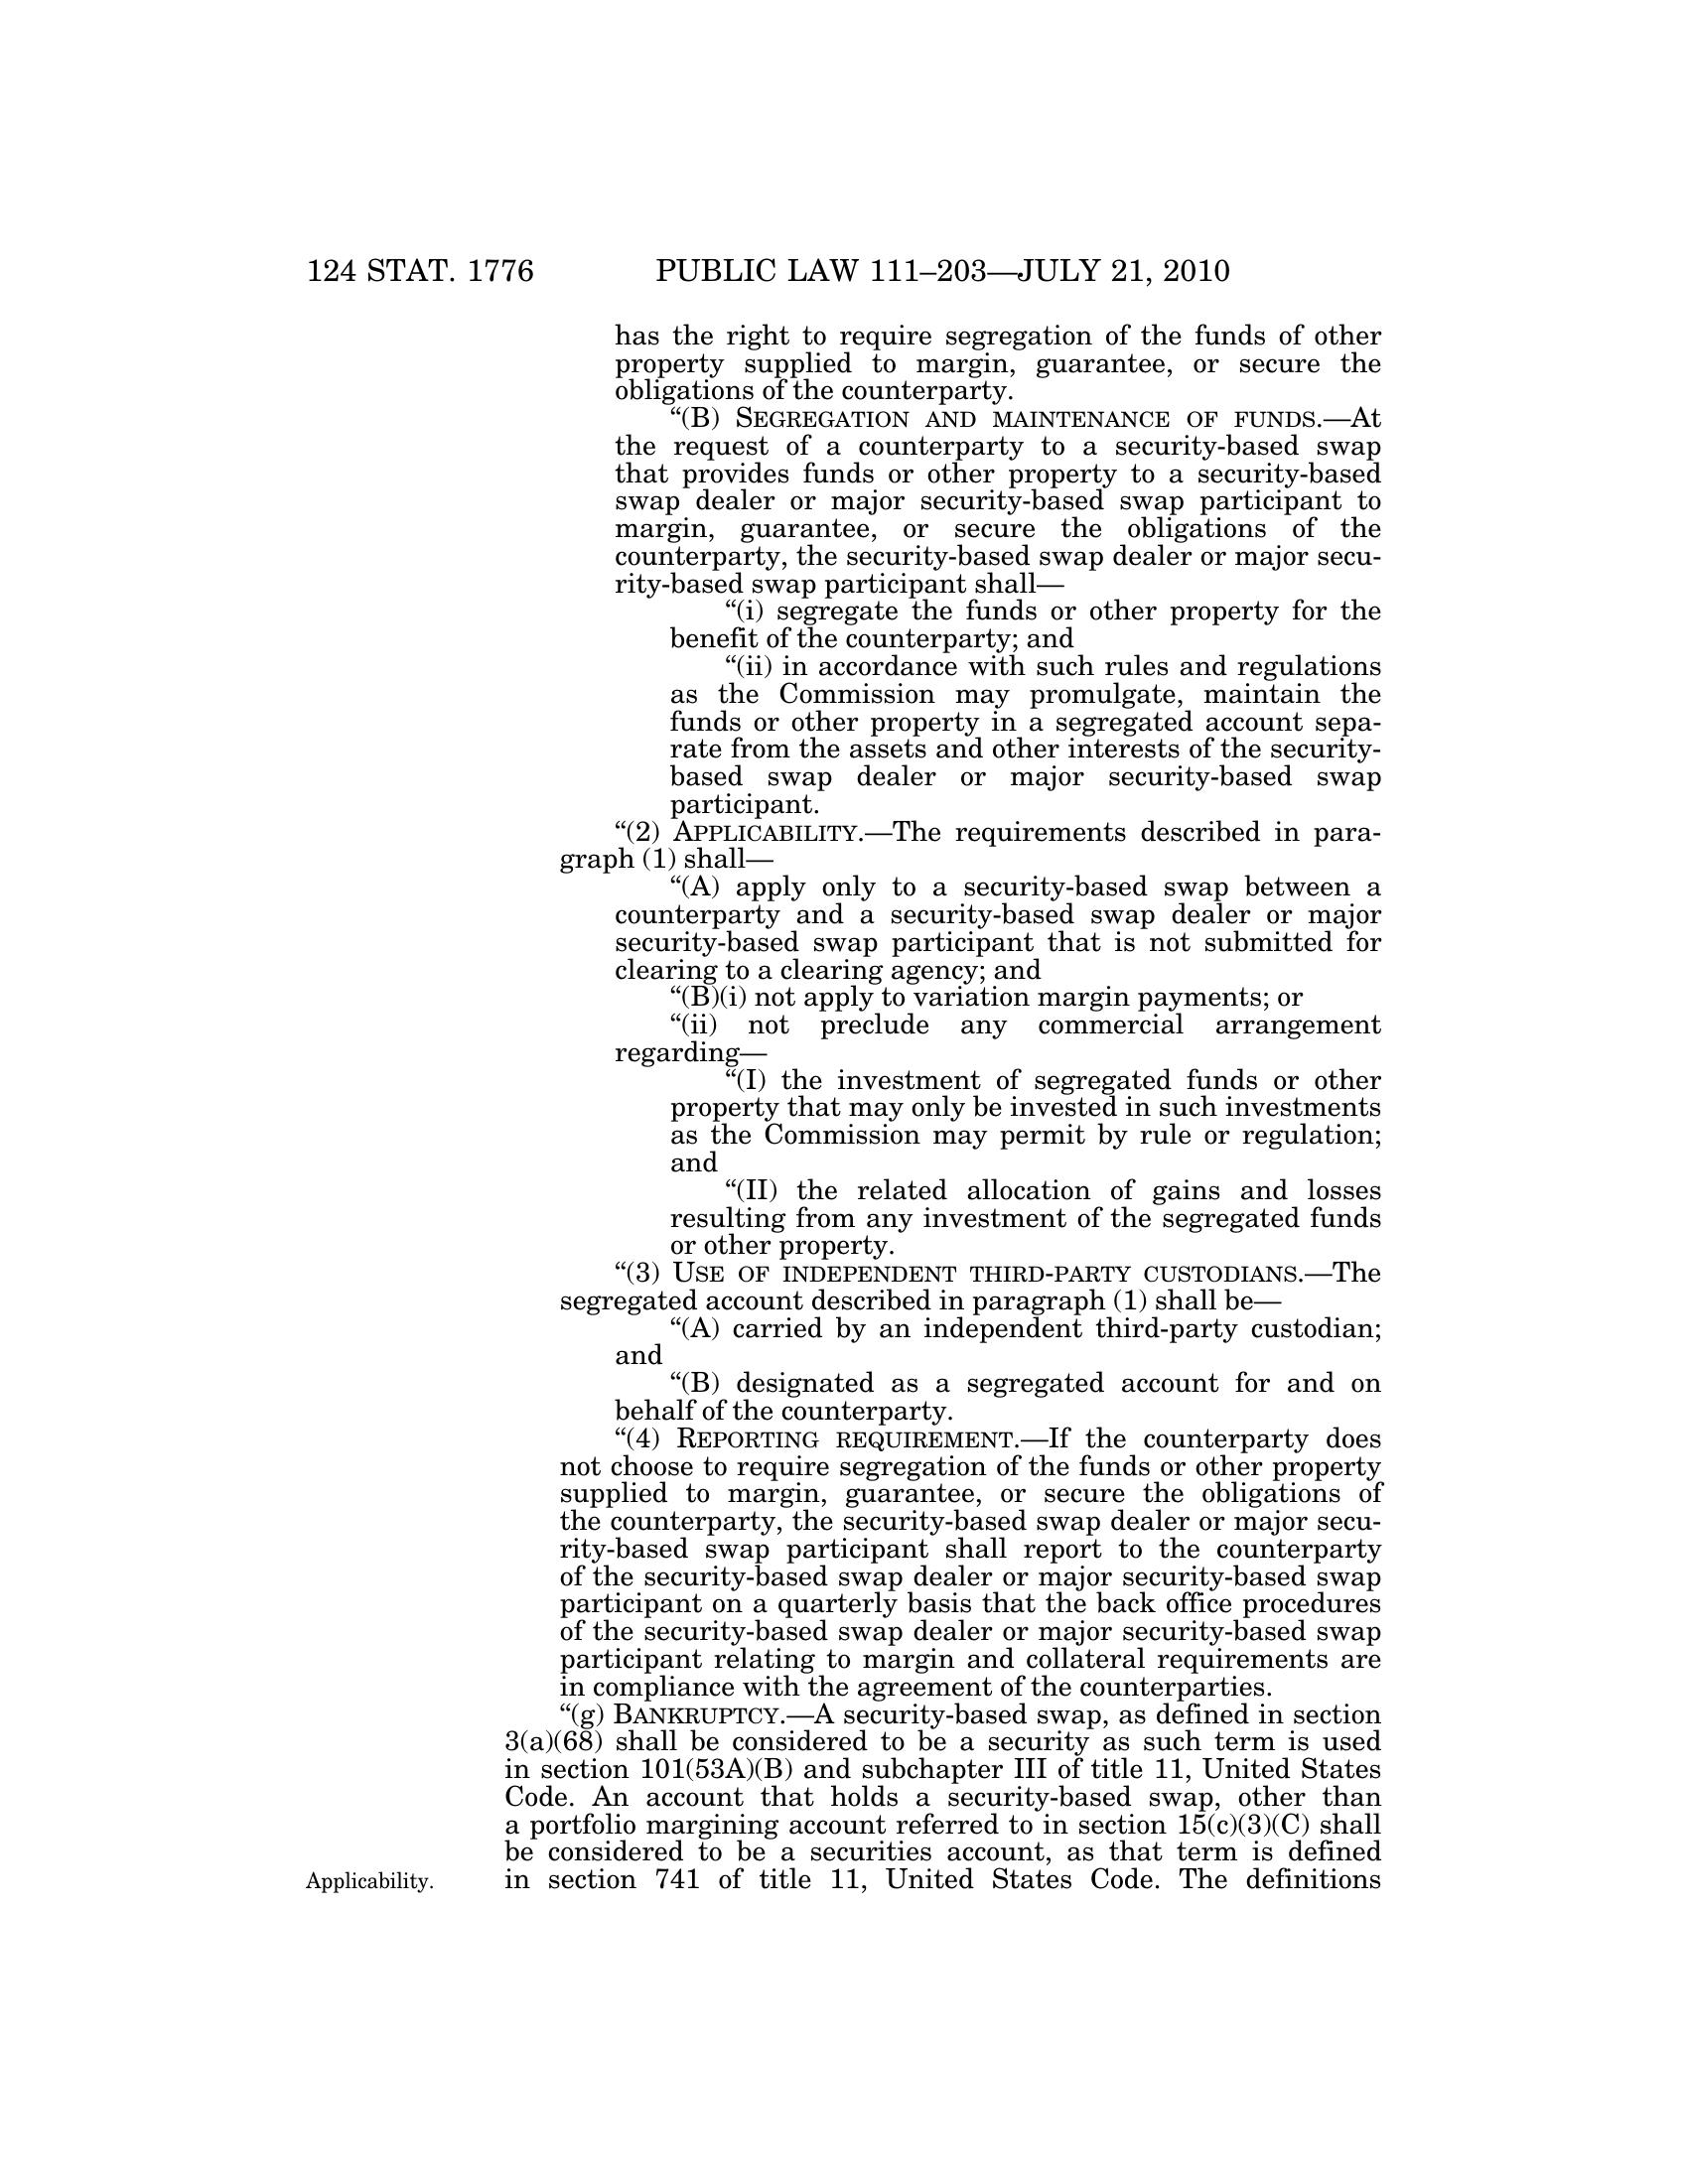 124 STAT. 1776 PUBLIC LAW 111–203—JULY 21, 2010
has the right to require segregation of the funds of other
property supplied to margin, guarantee, or secure the
obligations of the counterparty.
“(B) SEGREGATION AND MAINTENANCE OF FUNDS.—At
the request of a counterparty to a security-based swap
that provides funds or other property to a security-based
swap dealer or major security-based swap participant to
margin, guarantee, or secure the obligations of the
counterparty, the security-based swap dealer or major secu-
rity-based swap participant shall—
“(i) segregate the funds or other property for the
benefit of the counterparty; and
“(ii) in accordance with such rules and regulations
as the Commission may promulgate, maintain the
funds or other property in a segregated account sepa-
rate from the assets and other interests of the security-
based swap dealer or major security-based swap
participant.
“(2) APPLICABILITY.—The requirements described in para-
graph (1) shall—
“(A) apply only to a security-based swap between a
counterparty and a security-based swap dealer or major
security-based swap participant that is not submitted for
clearing to a clearing agency; and
“(B)(i) not apply to variation margin payments; or
“(ii) not preclude any commercial arrangement
regarding—
“(I) the investment of segregated funds or other
property that may only be invested in such investments
as the Commission may permit by rule or regulation;
and
“(II) the related allocation of gains and losses
resulting from any investment of the segregated funds
or other property.
“(3) USE OF INDEPENDENT THIRD-PARTY CUSTODIANS.—The
segregated account described in paragraph (1) shall be—
“(A) carried by an independent third-party custodian;
and
“(B) designated as a segregated account for and on
behalf of the counterparty.
“(4) REPORTING REQUIREMENT.—If the counterparty does
not choose to require segregation of the funds or other property
supplied to margin, guarantee, or secure the obligations of
the counterparty, the security-based swap dealer or major secu-
rity-based swap participant shall report to the counterparty
of the security-based swap dealer or major security-based swap
participant on a quarterly basis that the back office procedures
of the security-based swap dealer or major security-based swap
participant relating to margin and collateral requirements are
in compliance with the agreement of the counterparties.
“(g) BANKRUPTCY.—A security-based swap, as defined in section
3(a)(68) shall be considered to be a security as such term is used
in section 101(53A)(B) and subchapter III of title 11, United States
Code. An account that holds a security-based swap, other than
a portfolio margining account referred to in section 15(c)(3)(C) shall
be considered to be a securities account, as that term is defined
Applicability. in section 741 of title 11, United States Code. The definitions